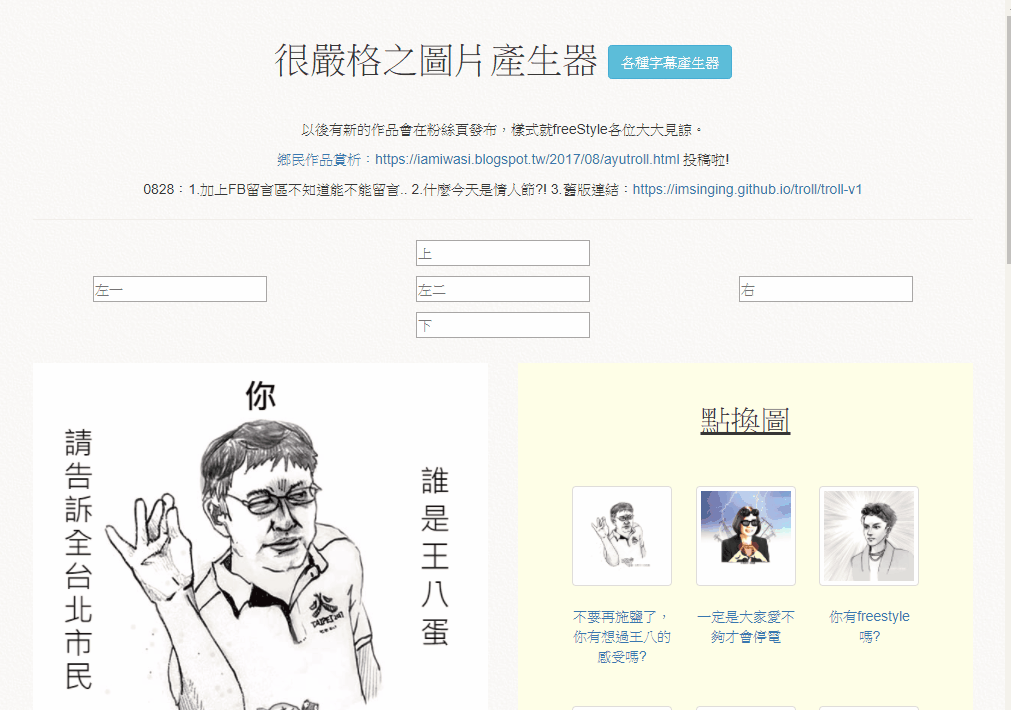 很嚴格之圖片產生器 各種字幕產生器
以後有新的作品會在粉絲頁發布，樣式就freeStyle各位大大見諒。
鄉民作品賞析：https://iamiwasi.blogspot.tw/2017/08/ayutroll.html 投稿啦!
0828：1.加上FB留言區不知道能不能留言.. 2.什麼今天是情人節?! 3.舊版連結：https://imsinging.github.io/troll/troll-v1
上
左一
左二
右
下
你
請告訴全台北市民
誰是王八蛋
TAIPEI 2017
點換圖
不要再施鹽了，
你有想過王八的
感受嗎?
一定是大家愛不
夠才會停電
你有freestyle
嗎?